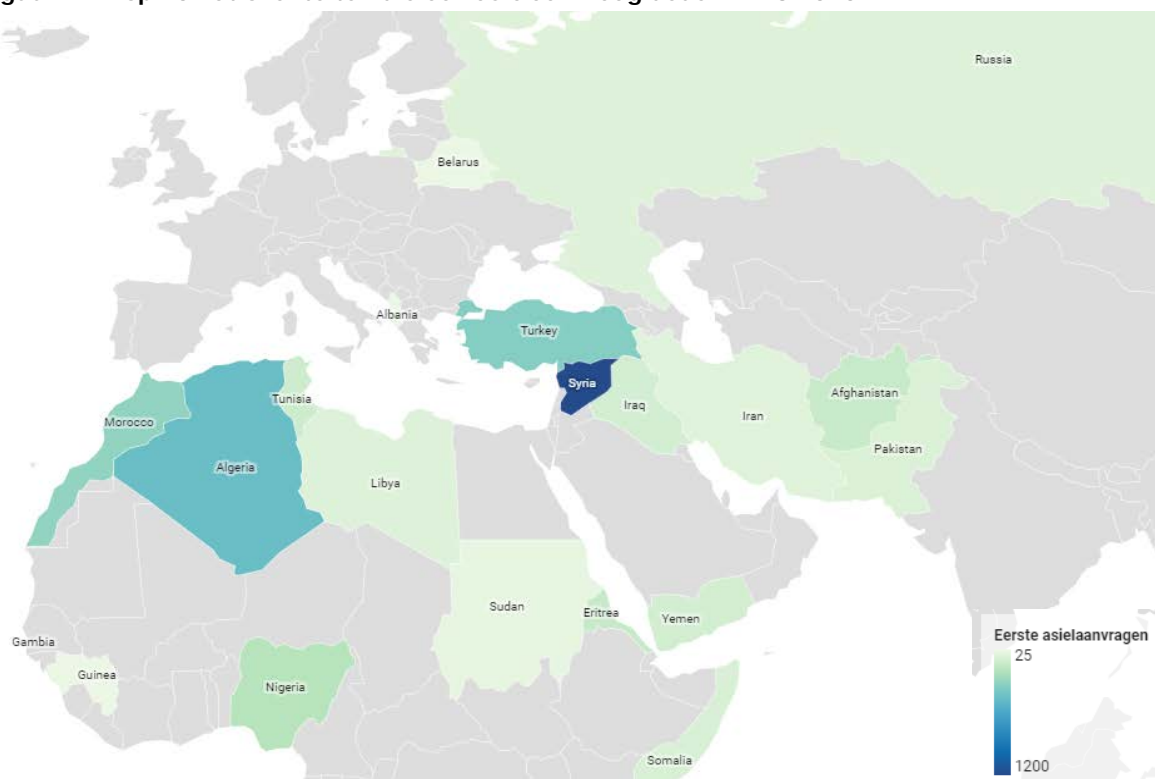 Russia
Belarus
Albania
Turkey
Syria
Tunisia
Iraq
Iran
Afghanistan
Morocco
Pakistan
Algeria
Libya
Sudan
Eritrea
Yemen
Gambia
Guinea
Nigeria
Somalia
Eerste asielaanvragen
25
1200